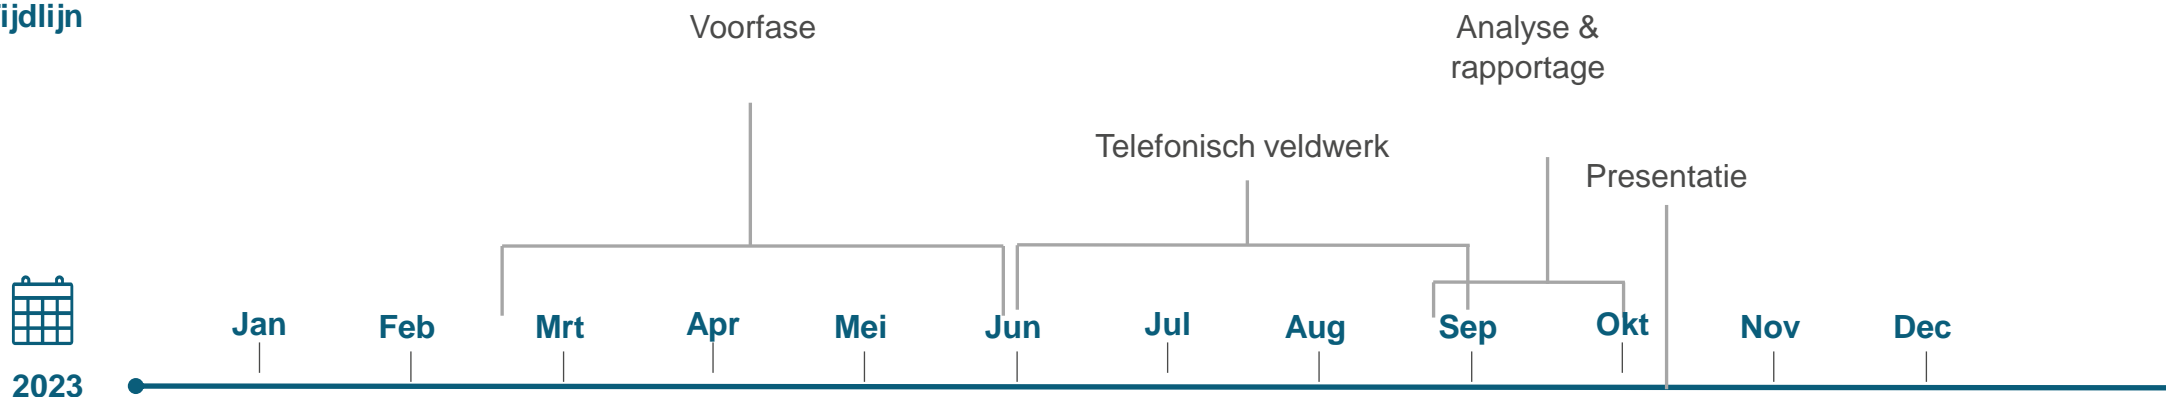 ijdlijn
Voorfase
Analyse &
rapportage
Telefonisch veldwerk
Presentatie
Jan Feb Mrt Apr Mei Jun Jul Aug Sep Okt Nov Dec
2023